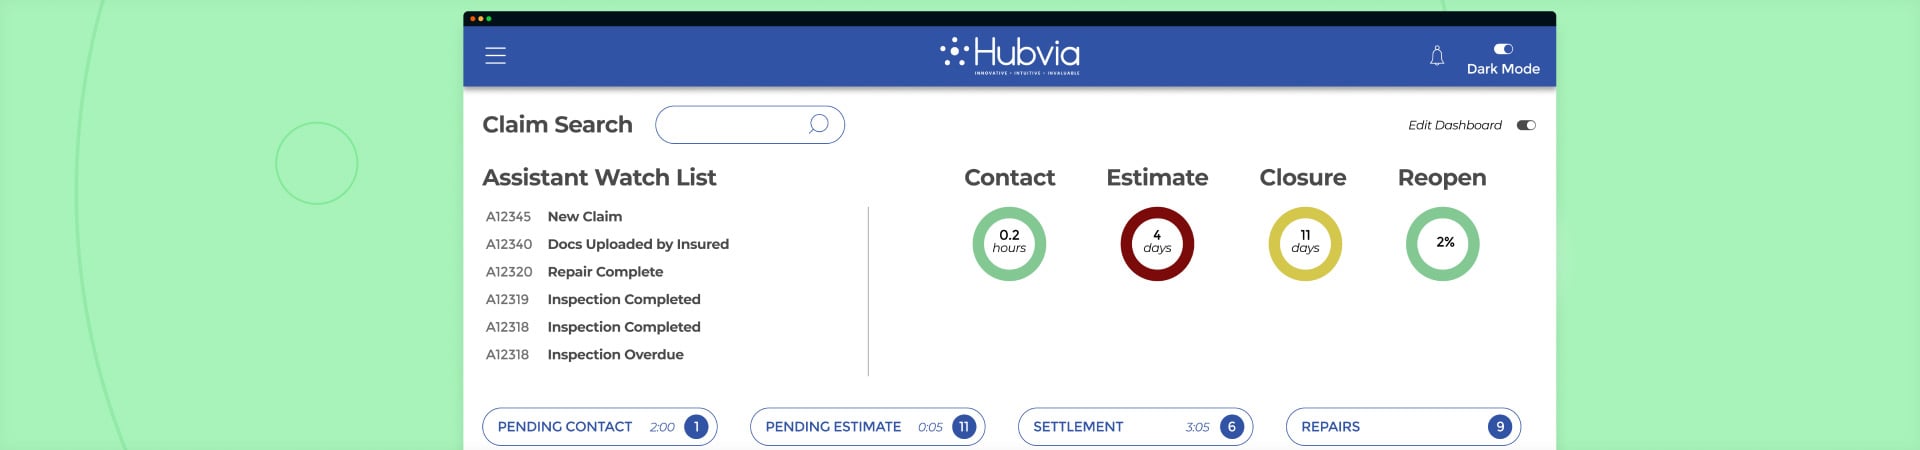 Hubvia
INNOVATIVE • INTUITIVE • INVALUABLE
Dark Mode
Claim Search
Edit Dashboard
Assistant Watch List
A12345 New Claim
A12340 Docs Uploaded by Insured
A12320 Repair Complete
A12319 Inspection Completed
A12318 Inspection Completed
A12318 Inspection Overdue
Contact Estimate Closure Reopen
0.2 4 11 2%
hours days days
PENDING CONTACT 2:00 1
PENDING ESTIMATE 0:05 11
SETTLEMENT 3:05 6
REPAIRS 9